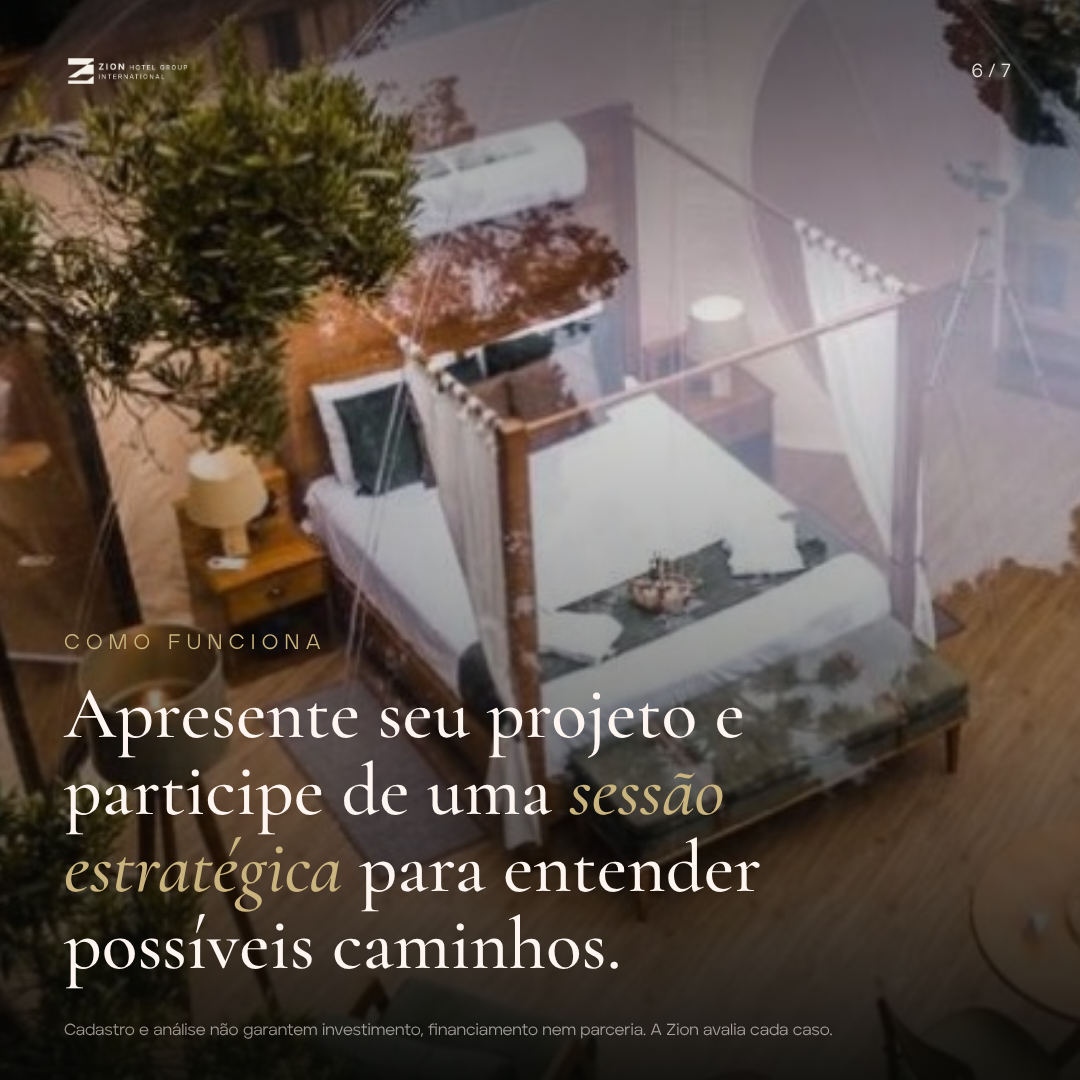 ZION HOTEL GROUP
INTERNATIONAL
6 / 7
COMO FUNCIONA
Apresente seu projeto e
participe de uma sessão
estratégica para entender
possíveis caminhos.
Cadastro e análise não garantem investimento, financiamento nem parceria. A Zion avalia cada caso.